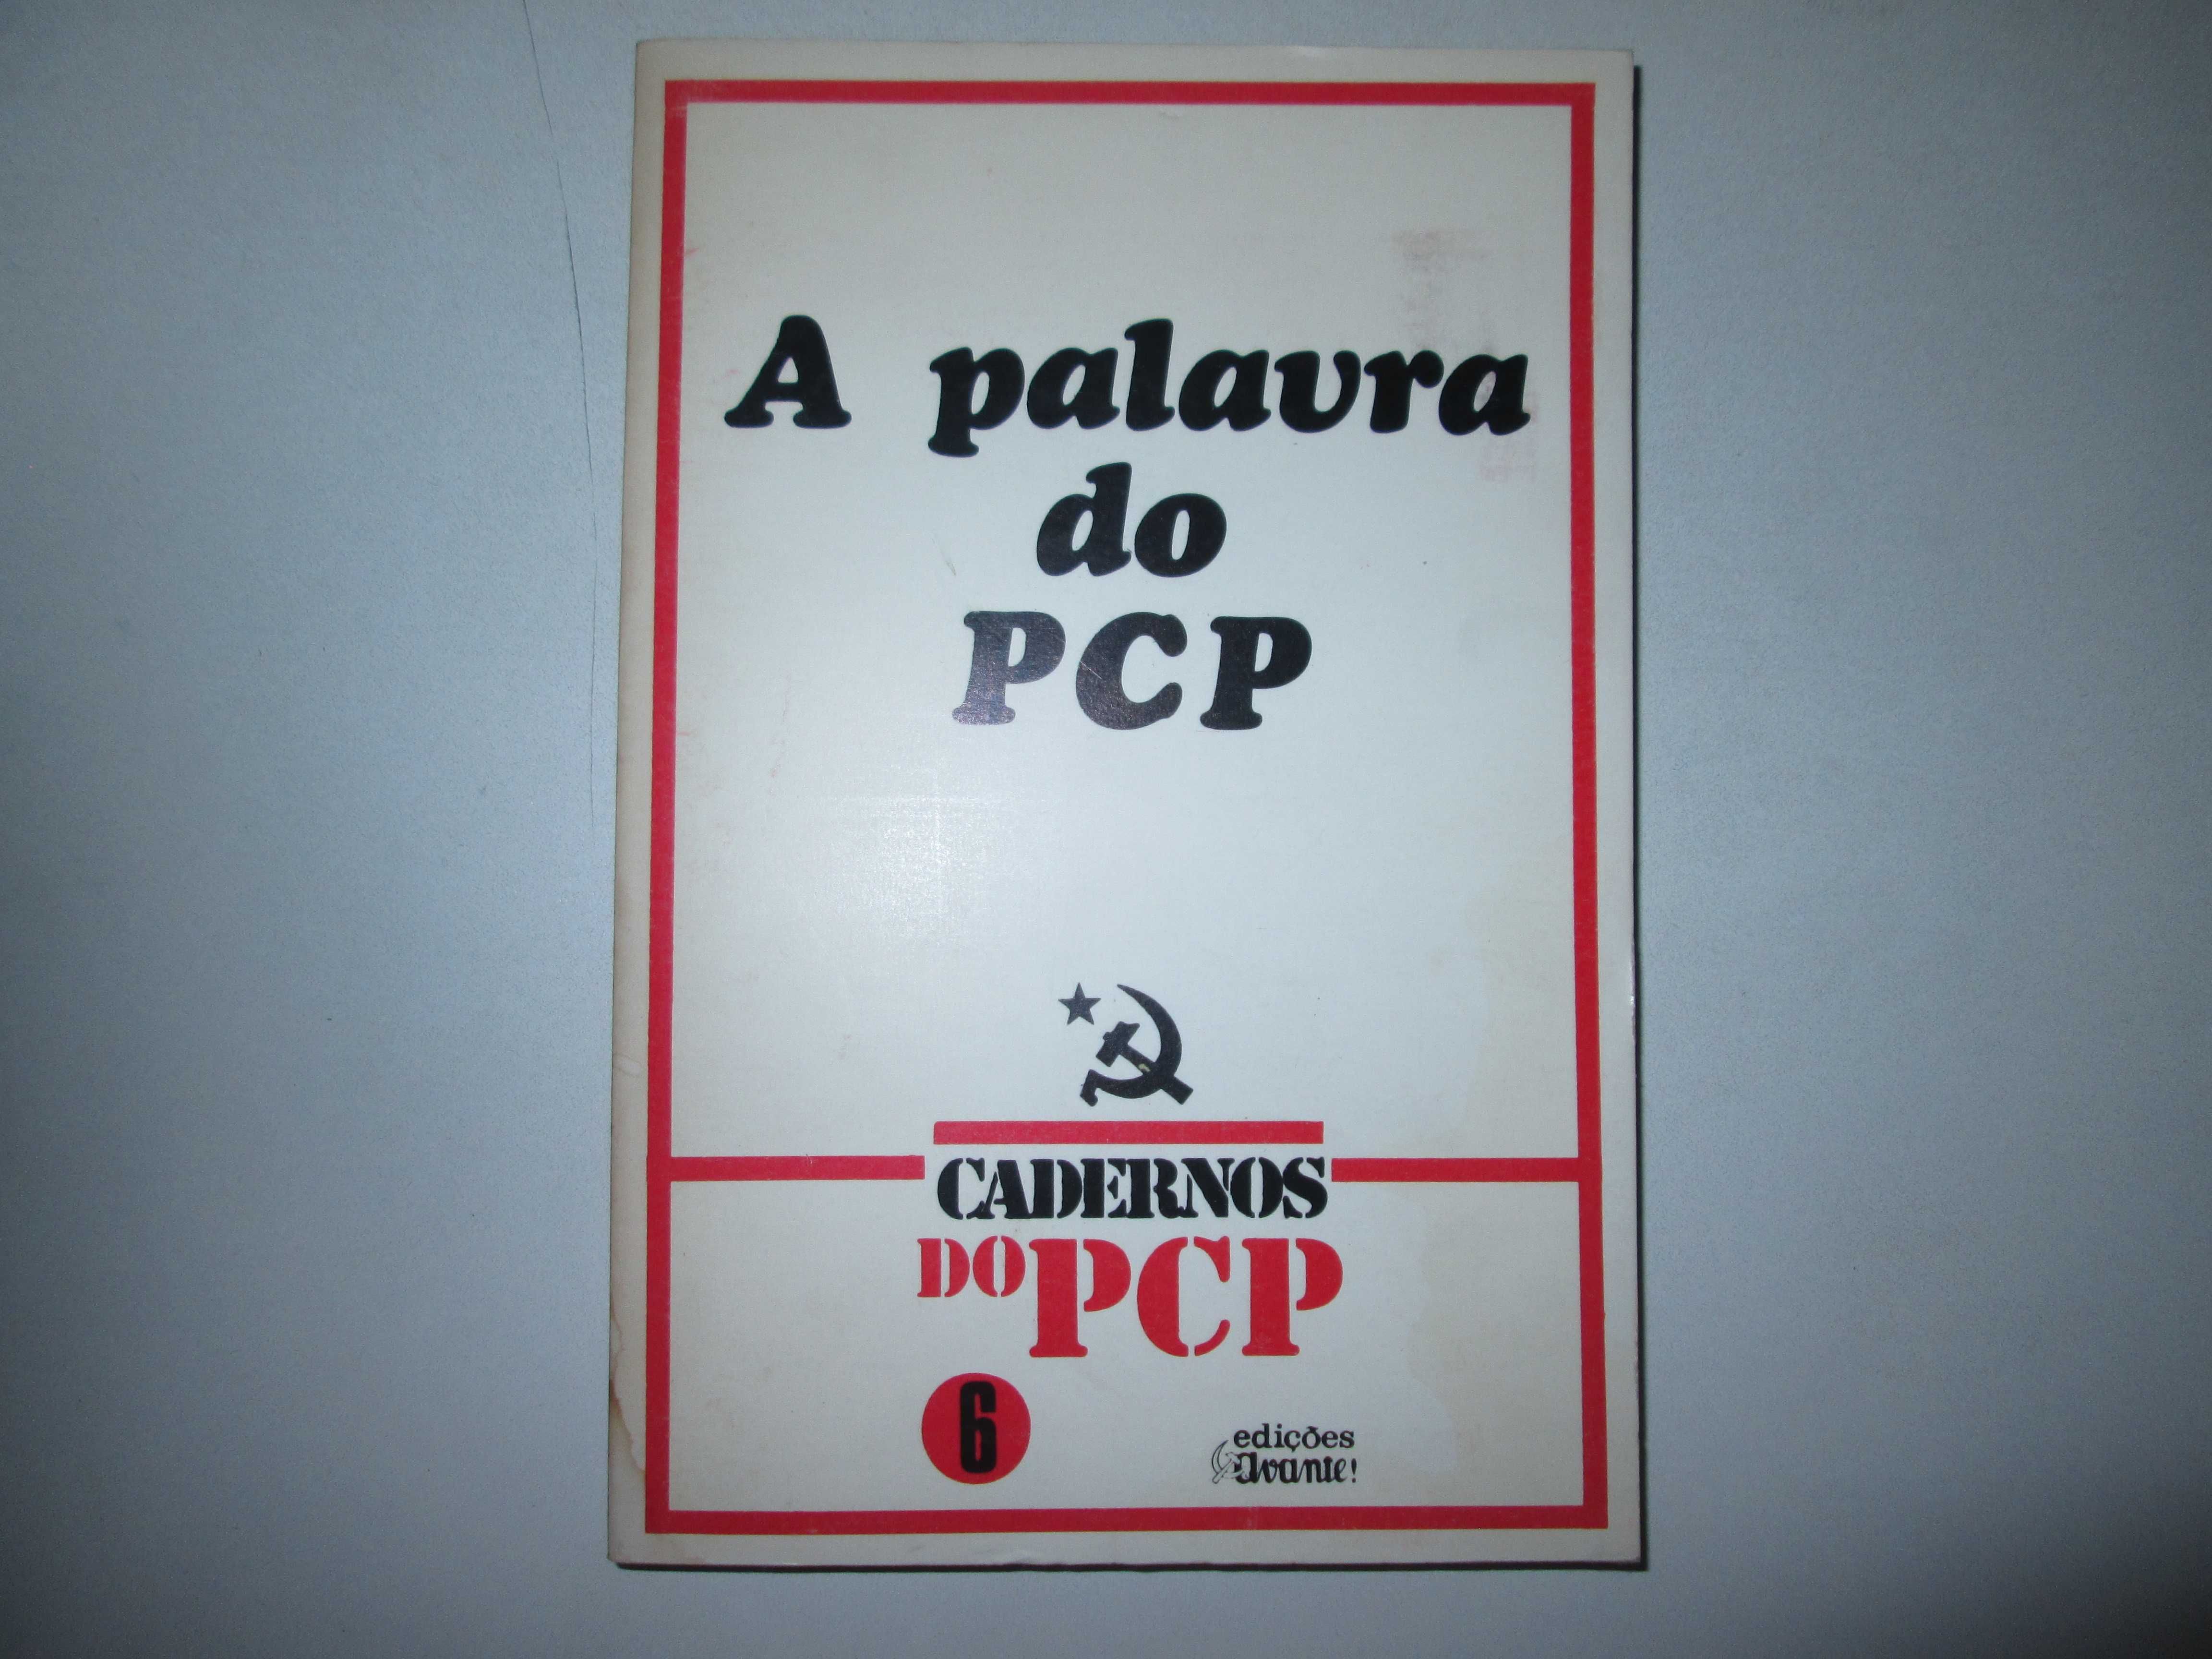 A palavra
do
PCP
CADERNOS
DO PCP
6
edições
Avante!